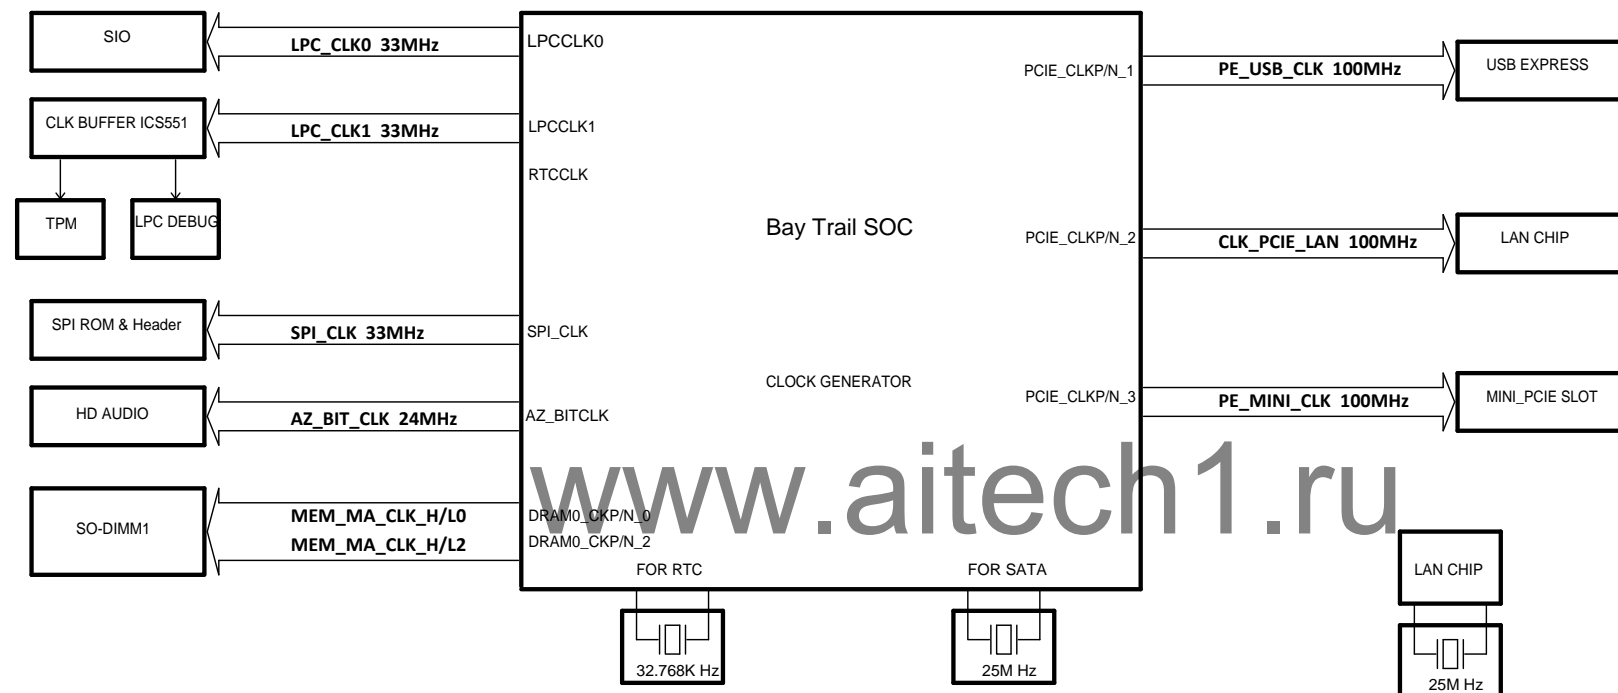 SIO
LPC_CLK0 33MHz
LPCCLK0
PCIE_CLKP/N_1
PE_USB_CLK 100MHz
USB EXPRESS
CLK BUFFER ICS551
LPC_CLK1 33MHz
LPCCLK1
RTCCLK
TPM
LPC DEBUG
Bay Trail SOC
PCIE_CLKP/N_2
CLK_PCIE_LAN 100MHz
LAN CHIP
SPI ROM & Header
SPI_CLK 33MHz
SPI_CLK
CLOCK GENERATOR
HD AUDIO
AZ_BIT_CLK 24MHz
AZ_BITCLK
PCIE_CLKP/N_3
PE_MINI_CLK 100MHz
MINI_PCIE SLOT
www.aitech1.ru
SO-DIMM1
MEM_MA_CLK_H/L0
DRAM0_CKP/N_0
MEM_MA_CLK_H/L2
DRAM0_CKP/N_2
FOR RTC
FOR SATA
LAN CHIP
32.768K Hz
25M Hz
25M Hz